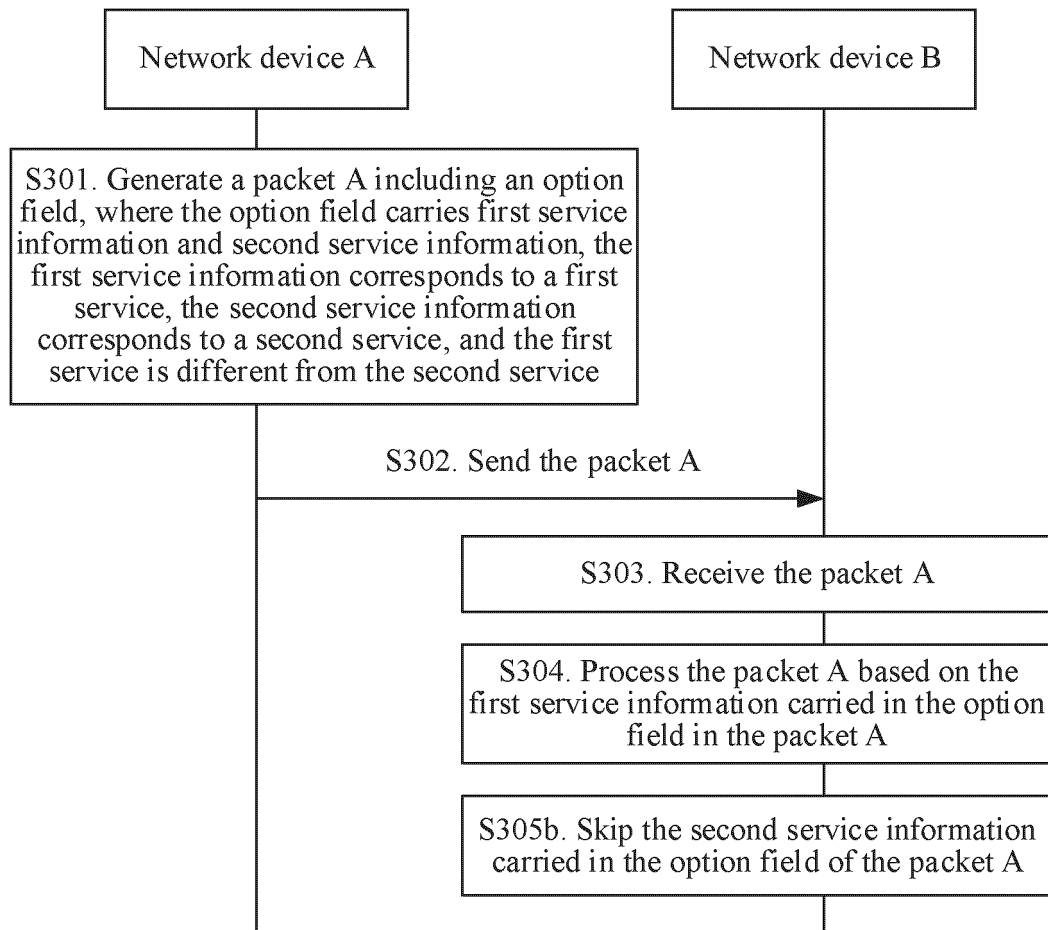 Network device A
Network device B
S301. Generate a packet A including an option
field, where the option field carries first service
information and second service information, the
first service information corresponds to a first
service, the second service information
corresponds to a second service, and the first
service is different from the second service
S302. Send the packet A
S303. Receive the packet A
S304. Process the packet A based on the
first service information carried in the option
field in the packet A
S305b. Skip the second service information
carried in the option field of the packet A